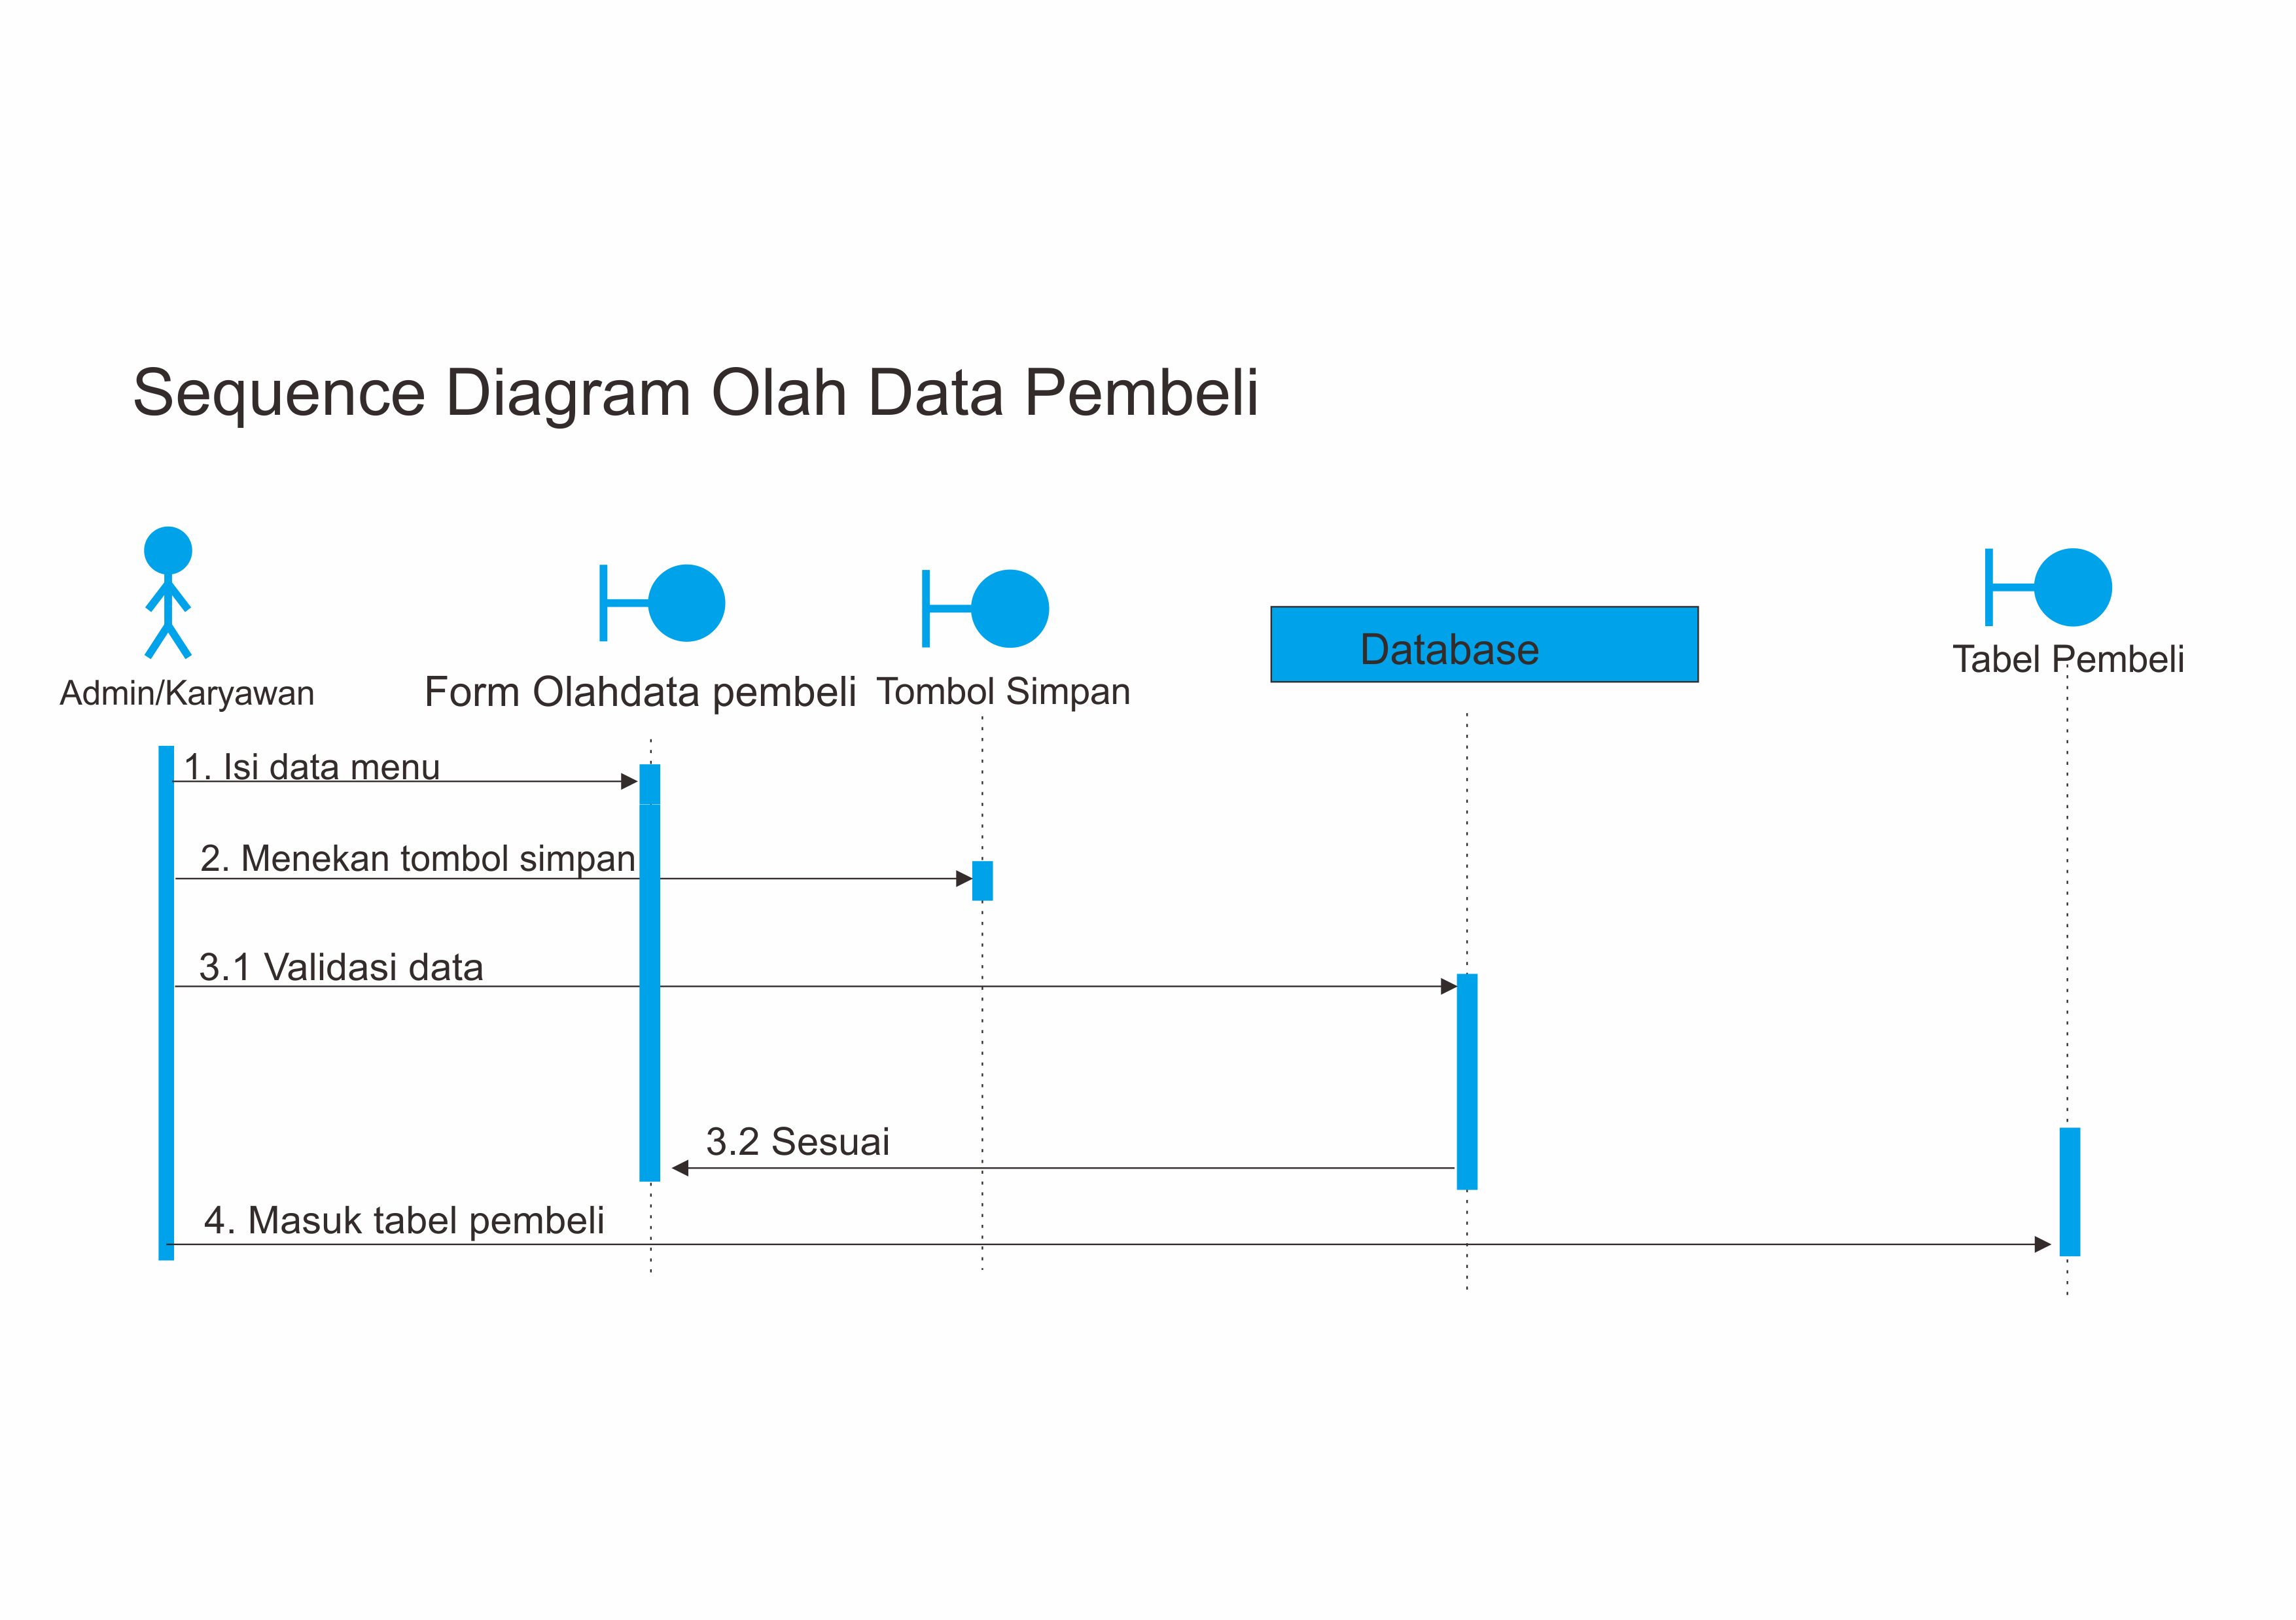 Sequence Diagram Olah Data Pembeli
Admin/Karyawan
Form Olahdata pembeli
Tombol Simpan
Database
Tabel Pembeli
1. Isi data menu
2. Menekan tombol simpan
3.1 Validasi data
3.2 Sesuai
4. Masuk tabel pembeli